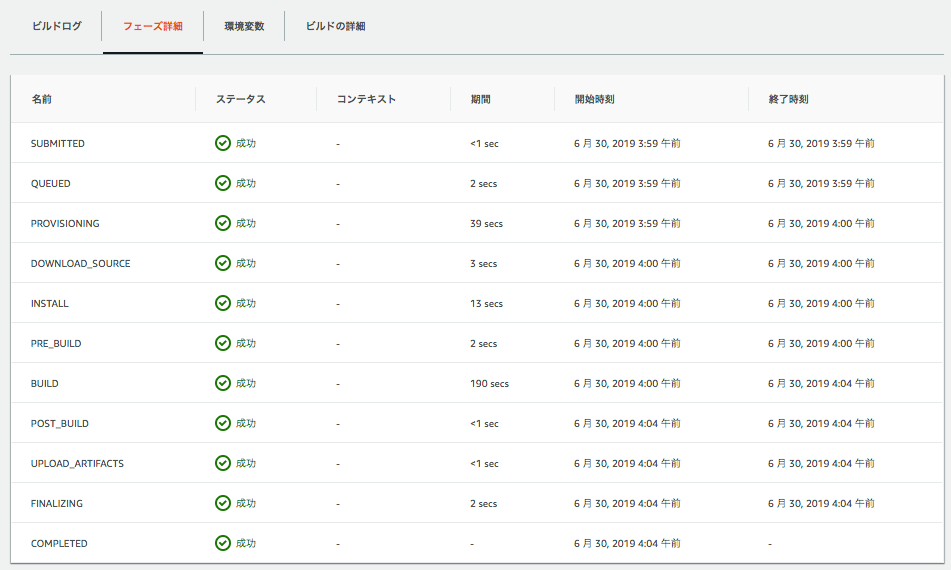 ビルドログ フェーズ詳細 環境変数 ビルドの詳細
名前 ステータス コンテキスト 期間 開始時刻 終了時刻
SUBMITTED 成功 - <1 sec 6 月 30, 2019 3:59 午前 6 月 30, 2019 3:59 午前
QUEUED 成功 - 2 secs 6 月 30, 2019 3:59 午前 6 月 30, 2019 3:59 午前
PROVISIONING 成功 - 39 secs 6 月 30, 2019 3:59 午前 6 月 30, 2019 4:00 午前
DOWNLOAD_SOURCE 成功 - 3 secs 6 月 30, 2019 4:00 午前 6 月 30, 2019 4:00 午前
INSTALL 成功 - 13 secs 6 月 30, 2019 4:00 午前 6 月 30, 2019 4:00 午前
PRE_BUILD 成功 - 2 secs 6 月 30, 2019 4:00 午前 6 月 30, 2019 4:00 午前
BUILD 成功 - 190 secs 6 月 30, 2019 4:00 午前 6 月 30, 2019 4:04 午前
POST_BUILD 成功 - <1 sec 6 月 30, 2019 4:04 午前 6 月 30, 2019 4:04 午前
UPLOAD_ARTIFACTS 成功 - <1 sec 6 月 30, 2019 4:04 午前 6 月 30, 2019 4:04 午前
FINALIZING 成功 - 2 secs 6 月 30, 2019 4:04 午前 6 月 30, 2019 4:04 午前
COMPLETED 成功 - - 6 月 30, 2019 4:04 午前 -